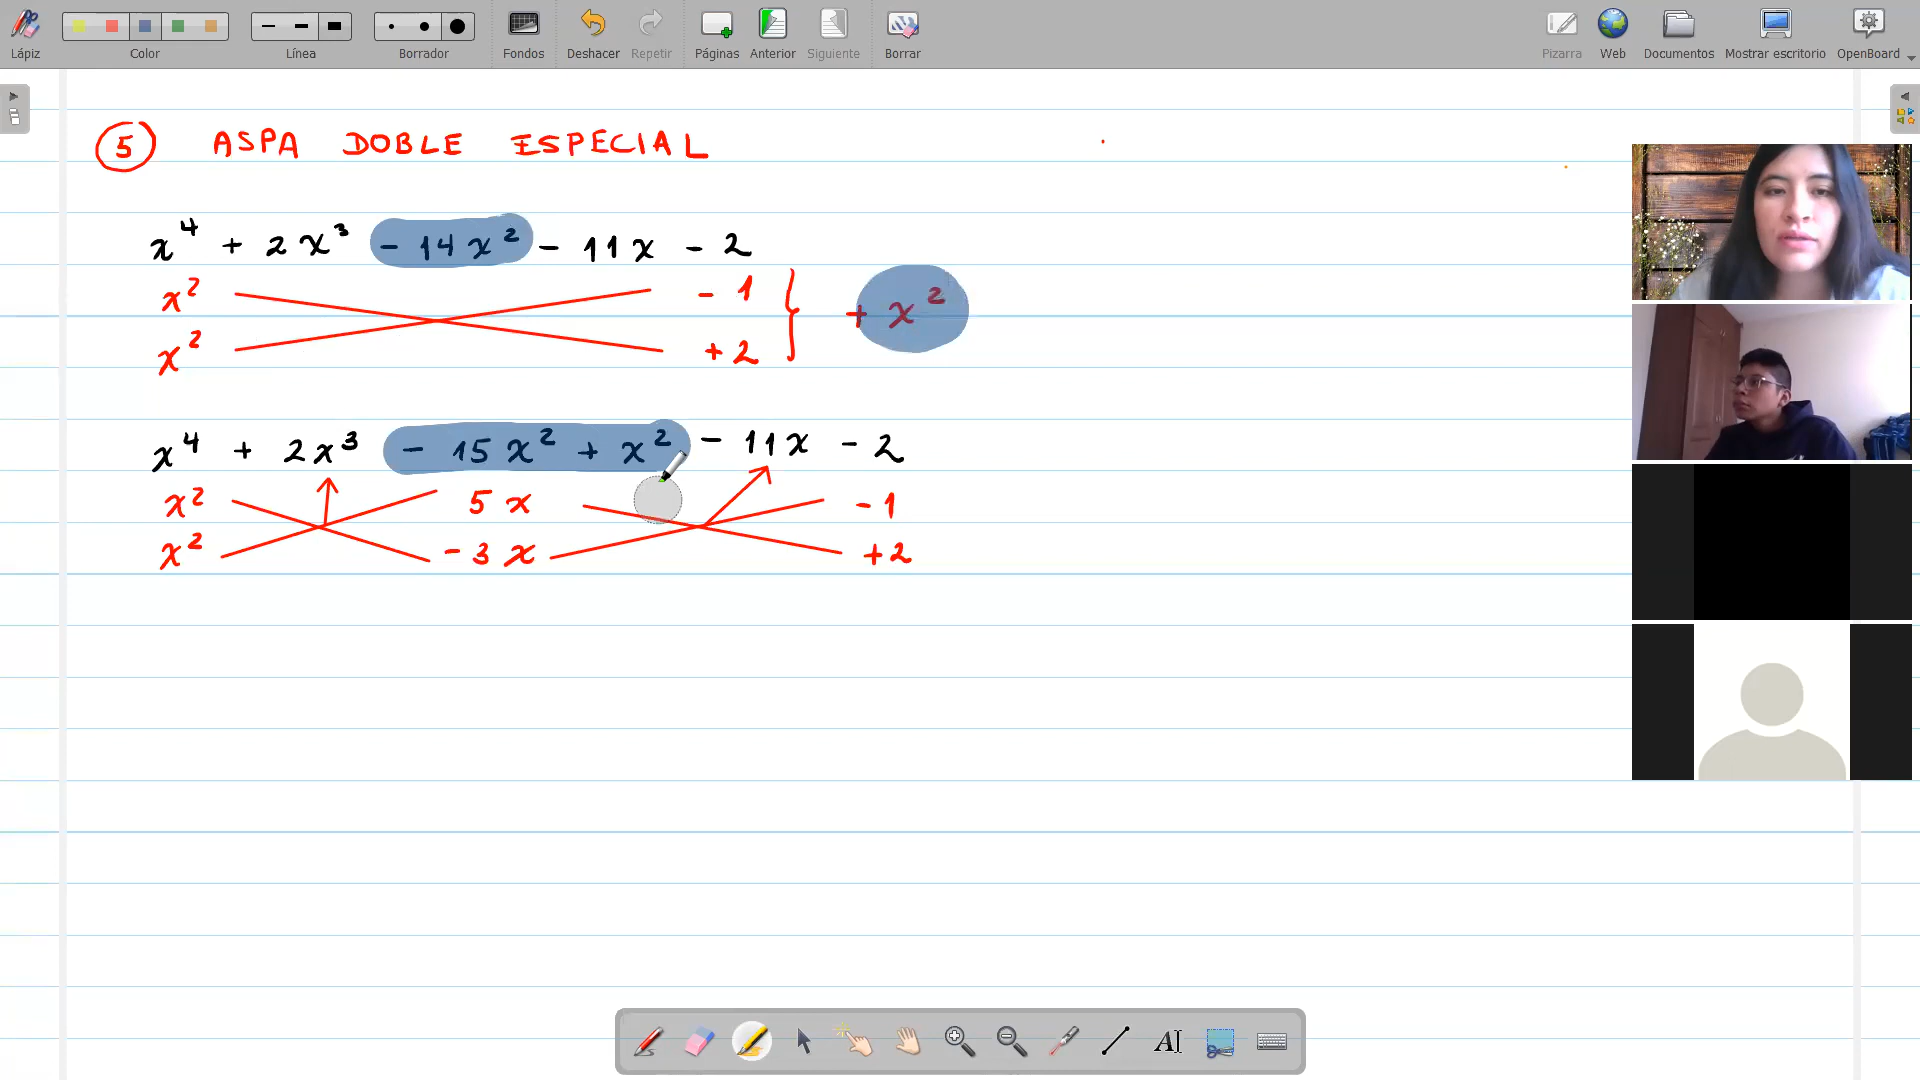 Lápiz Color Línea Borrador Fondos Deshacer Repetir Páginas Anterior Siguiente Borrar Pizarra Web Documentos Mostrar escritorio OpenBoard
5 ASPA DOBLE ESPECIAL
x⁴ + 2x³ - 14x² - 11x - 2
x² - 1
+ x²
x² + 2
x⁴ + 2x³ - 15x² + x² - 11x - 2
x² 5x - 1
x² - 3x + 2